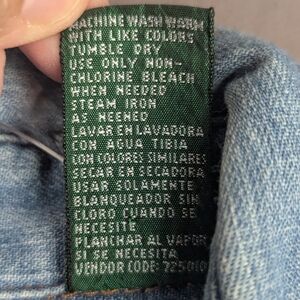 MACHINE WASH WARM
WITH LIKE COLORS
TUMBLE DRY
USE ONLY NON-
CHLORINE BLEACH
WHEN NEEDED
STEAM IRON
AS NEEHED
LAVAR EN LAVADORA
CON AGUA TIBIA
CON COLORES SIMILARES
SECAR EN SECADORA
USAR SOLAMENTE
BLANQUEADOR SIN
CLORO CUANDO SE
NECESITE
PLANCHAR AL VAPOR
SI SE NECESITA
VENDOR CODE: 725010